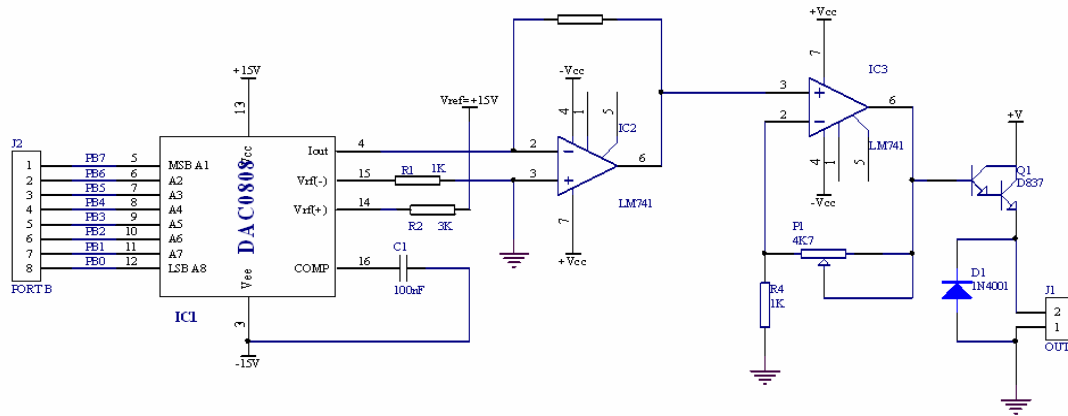 J2
1
2
3
4
5
6
7
8
PORT B
PB7
PB6
PB5
PB4
PB3
PB2
PB1
PB0
5
6
7
8
9
10
11
12
+15V
13
Vcc
MSB A1
A2
A3
A4
A5
A6
A7
LSB A8
DAC0808
Iout
Vrf(-)
Vrf(+)
COMP
Vee
IC1
3
-15V
4
15
14
16
R1
1K
R2
3K
C1
100nF
Vref=+15V
-Vcc
4
1
5
IC2
2
3
6
7
LM741
+Vcc
+Vcc
7
IC3
3
2
6
4
1
5
LM741
-Vcc
P1
4K7
R4
1K
+V
Q1
D837
D1
1N4001
J1
2
1
OUT